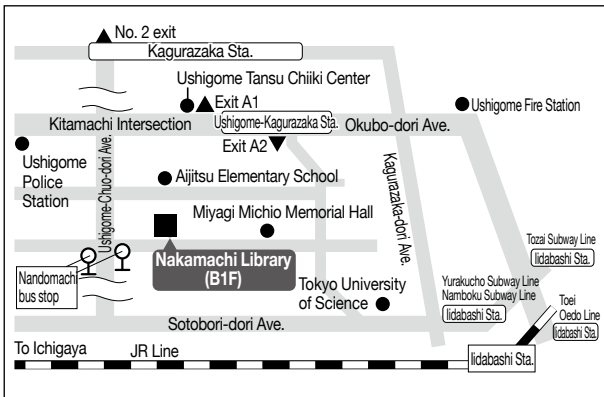 No. 2 exit
Kagurazaka Sta.
Ushigome Tansu Chiiki Center
Exit A1
Ushigome Fire Station
Kitamachi Intersection
Ushigome-Kagurazaka Sta.
Okubo-dori Ave.
Exit A2
Ushigome
Police
Station
Ushigome-Chuo-dori Ave.
Kagurazaka-dori Ave.
Aijitsu Elementary School
Miyagi Michio Memorial Hall
Nakamachi Library
(B1F)
Nandomach
bus stop
Tokyo University
of Science
Tozai Subway Line
Iidabashi Sta.
Yurakucho Subway Line
Namboku Subway Line
Iidabashi Sta.
Toei
Oedo Line
Iidabashi Sta.
Sotobori-dori Ave.
To Ichigaya
JR Line
Iidabashi Sta.